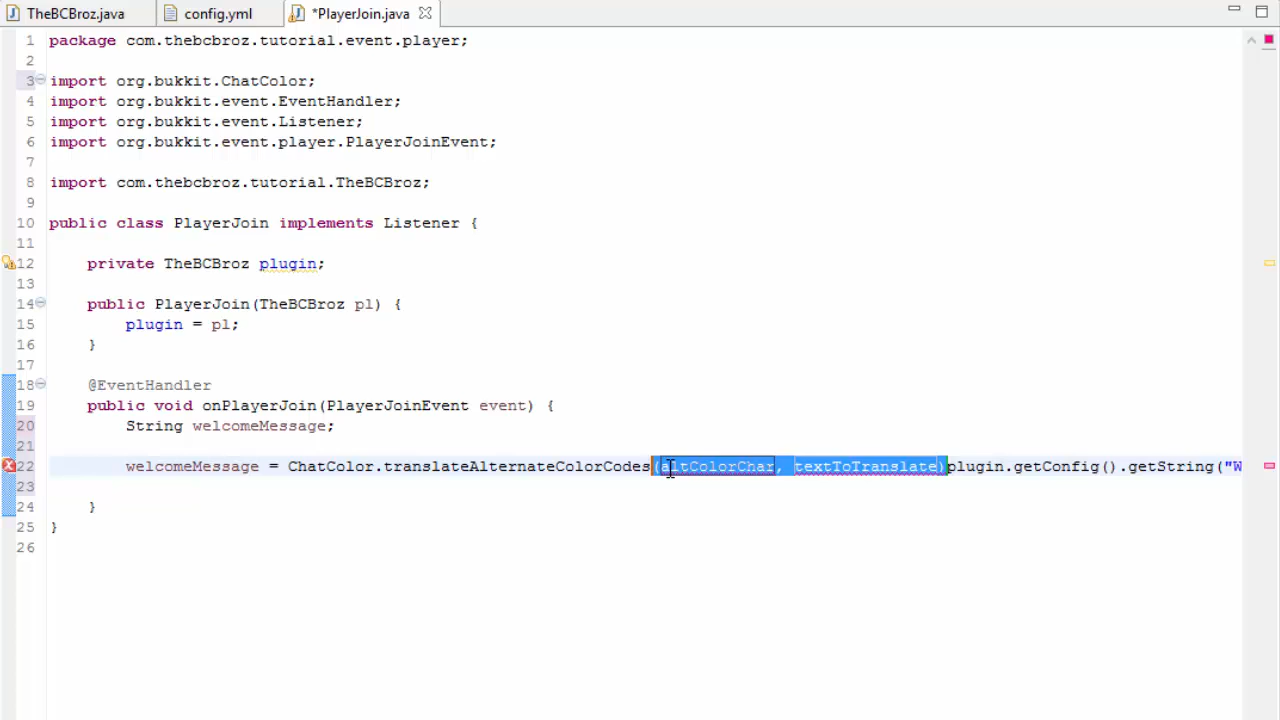 TheBCBroz.java config.yml *PlayerJoin.java
1 package com.thebcbroz.tutorial.event.player;
2
3 import org.bukkit.ChatColor;
4 import org.bukkit.event.EventHandler;
5 import org.bukkit.event.Listener;
6 import org.bukkit.event.player.PlayerJoinEvent;
7
8 import com.thebcbroz.tutorial.TheBCBroz;
9
10 public class PlayerJoin implements Listener {
11
12 private TheBCBroz plugin;
13
14 public PlayerJoin(TheBCBroz pl) {
15 plugin = pl;
16 }
17
18 @EventHandler
19 public void onPlayerJoin(PlayerJoinEvent event) {
20 String welcomeMessage;
21
22 welcomeMessage = ChatColor.translateAlternateColorCodes(altColorChar, textToTranslate)plugin.getConfig().getString("W
23
24 }
25 }
26